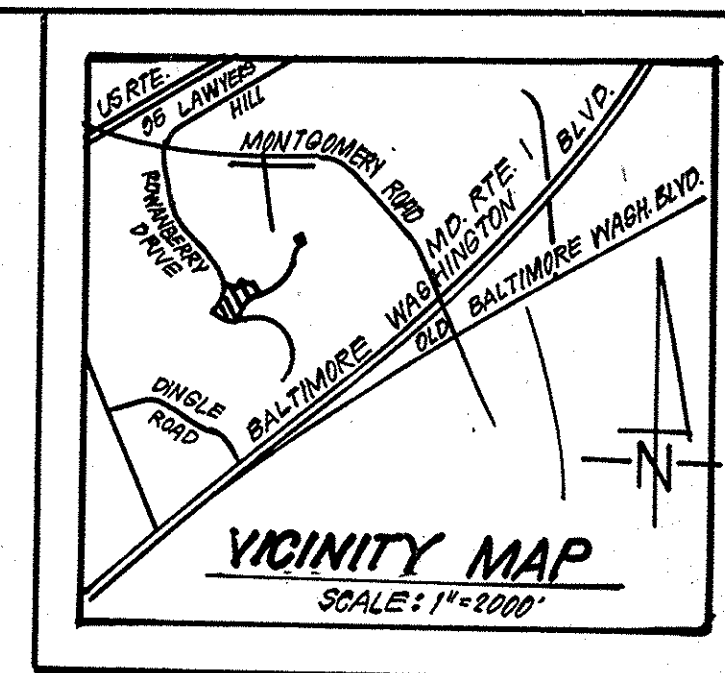 US RTE.
95 LAWYERS
HILL
MONTGOMERY ROAD
ROWANBERRY
DRIVE
MD. RTE. 1
BALTIMORE WASHINGTON BLVD.
OLD BALTIMORE WASH. BLVD.
DINGLE
ROAD
N
VICINITY MAP
SCALE: 1"=2000'